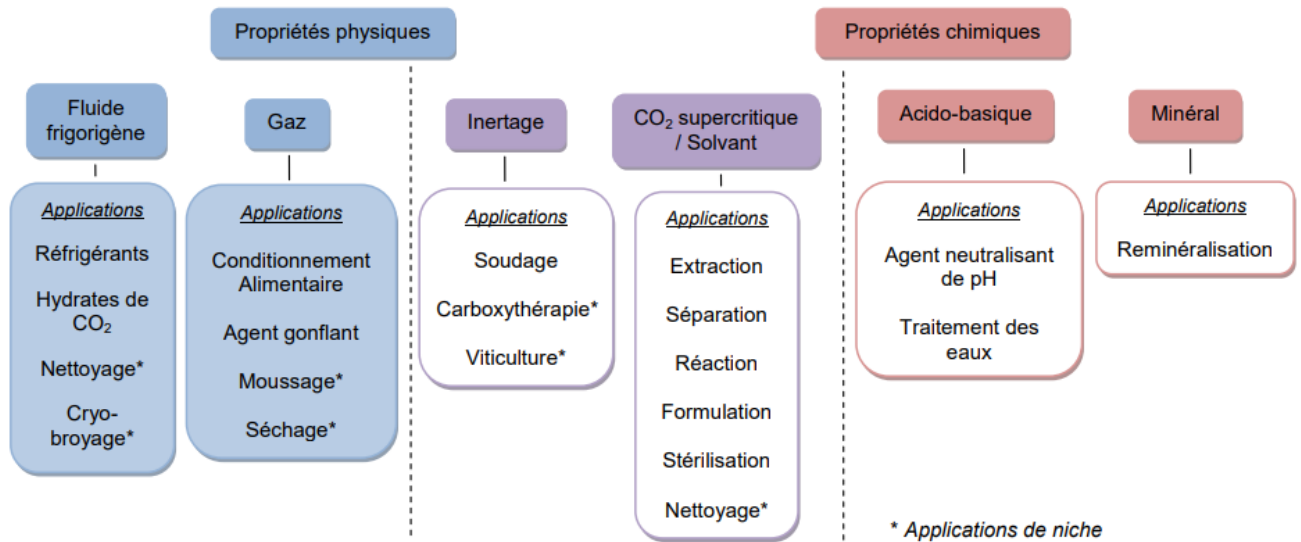 Propriétés physiques
Propriétés chimiques
Fluide
frigorigène
Gaz
Inertage
CO₂ supercritique
/ Solvant
Acido-basique
Minéral
Applications
Réfrigérants
Hydrates de
CO₂
Nettoyage*
Cryo-
broyage*
Applications
Conditionnement
Alimentaire
Agent gonflant
Moussage*
Séchage*
Applications
Soudage
Carboxythérapie*
Viticulture*
Applications
Extraction
Séparation
Réaction
Formulation
Stérilisation
Nettoyage*
Applications
Agent neutralisant
de pH
Traitement des
eaux
Applications
Reminéralisation
* Applications de niche